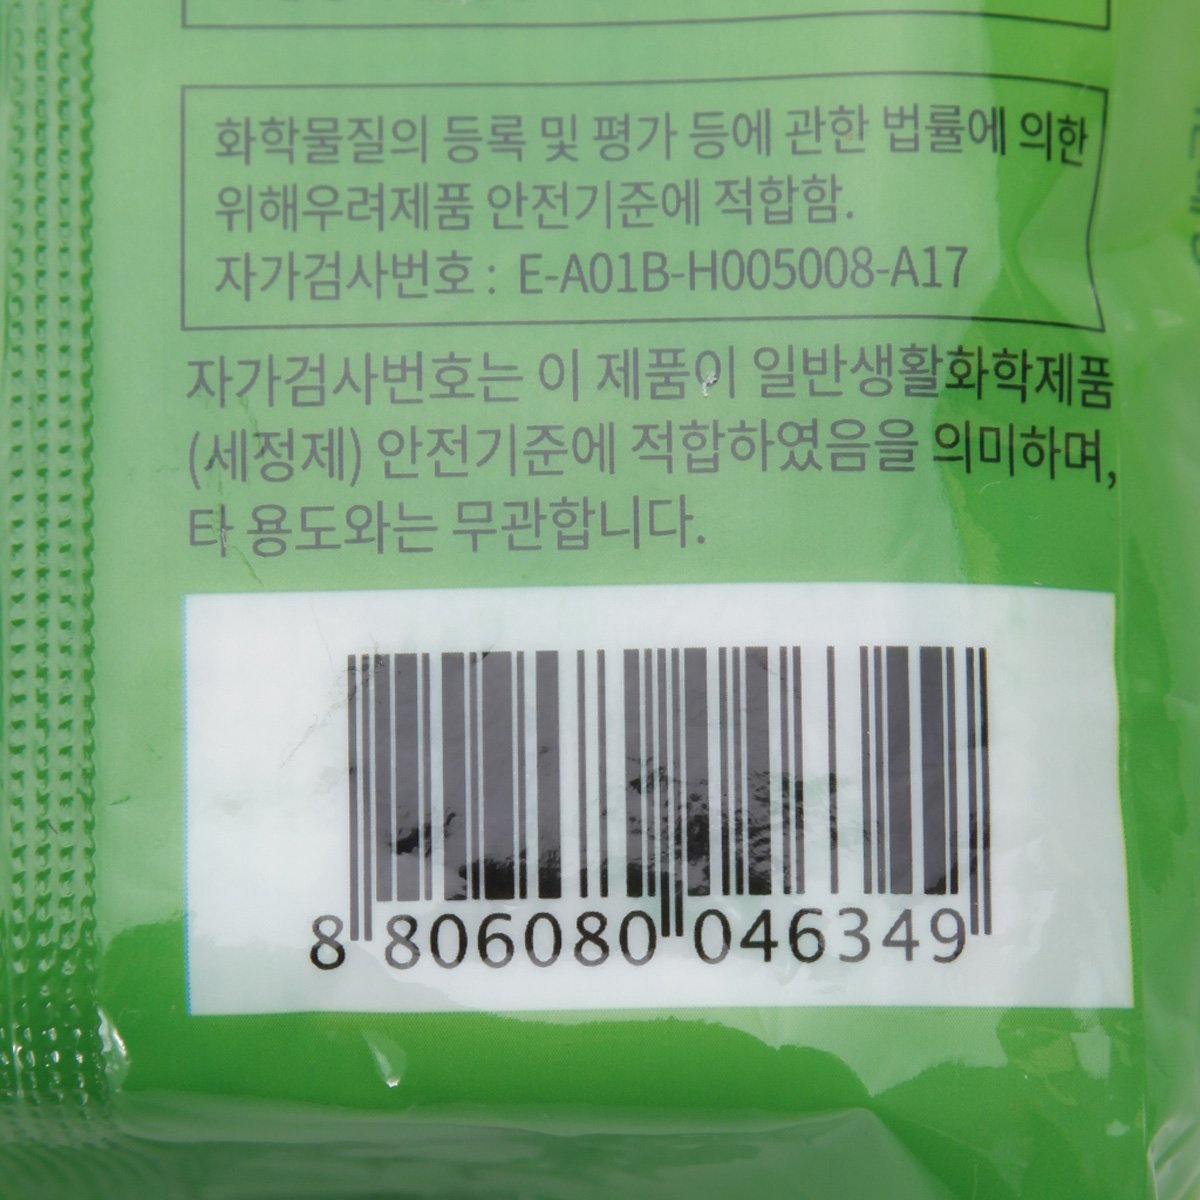 화학물질의 등록 및 평가 등에 관한 법률에 의한
위해우려제품 안전기준에 적합함.
자가검사번호 : E-A01B-H005008-A17
자가검사번호는 이 제품이 일반생활화학제품
(세정제) 안전기준에 적합하였음을 의미하며,
타 용도와는 무관합니다.
8 806080 046349